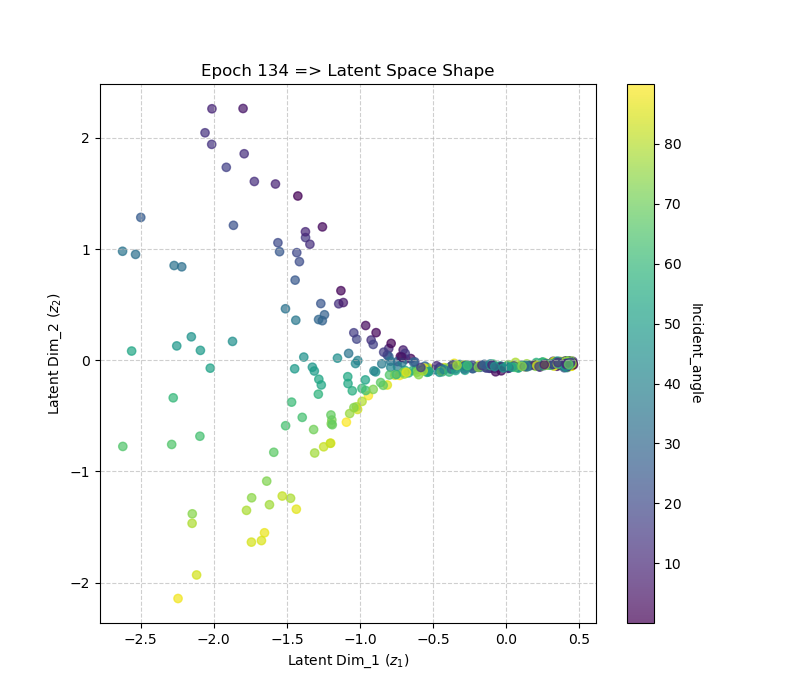 Epoch 134 => Latent Space Shape
2
1
0
−1
−2
Latent Dim_2 (z₂)
−2.5 −2.0 −1.5 −1.0 −0.5 0.0 0.5
Latent Dim_1 (z₁)
80
70
60
50
40
30
20
10
Incident_angle